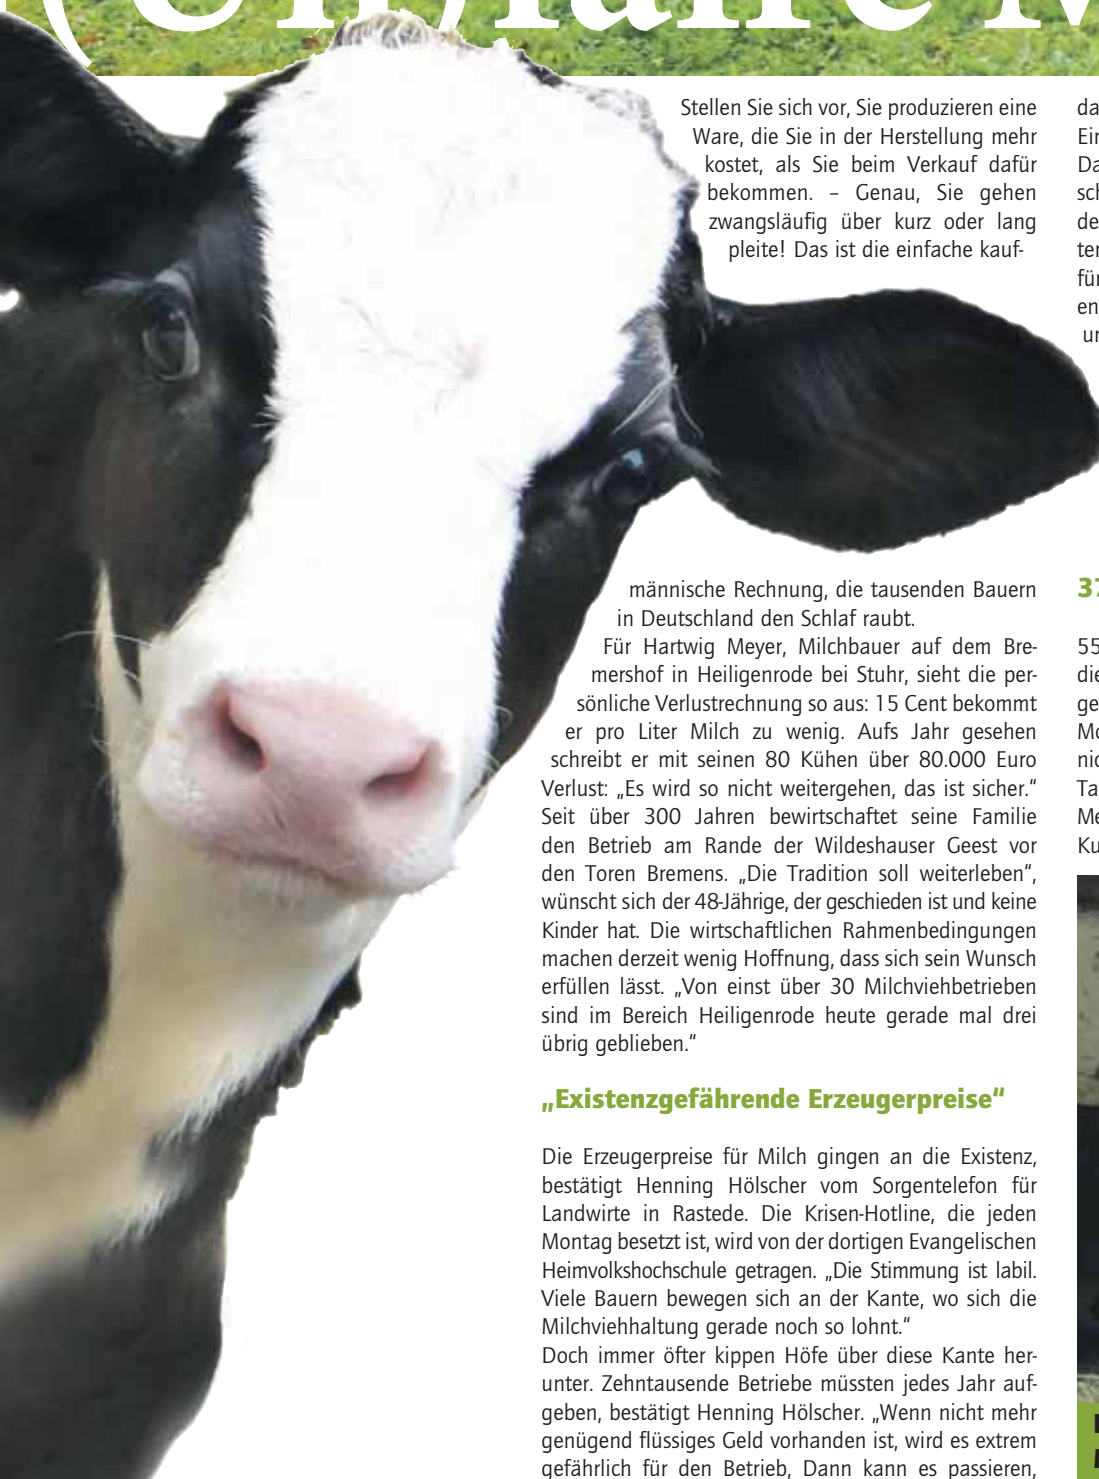 (Un)faire M
Stellen Sie sich vor, Sie produzieren eine
Ware, die Sie in der Herstellung mehr
kostet, als Sie beim Verkauf dafür
bekommen. – Genau, Sie gehen
zwangsläufig über kurz oder lang
pleite! Das ist die einfache kauf-
männische Rechnung, die tausenden Bauern
in Deutschland den Schlaf raubt.
Für Hartwig Meyer, Milchbauer auf dem Bre-
mershof in Heiligenrode bei Stuhr, sieht die per-
sönliche Verlustrechnung so aus: 15 Cent bekommt
er pro Liter Milch zu wenig. Aufs Jahr gesehen
schreibt er mit seinen 80 Kühen über 80.000 Euro
Verlust: „Es wird so nicht weitergehen, das ist sicher.“
Seit über 300 Jahren bewirtschaftet seine Familie
den Betrieb am Rande der Wildeshauser Geest vor
den Toren Bremens. „Die Tradition soll weiterleben“,
wünscht sich der 48-Jährige, der geschieden ist und keine
Kinder hat. Die wirtschaftlichen Rahmenbedingungen
machen derzeit wenig Hoffnung, dass sich sein Wunsch
erfüllen lässt. „Von einst über 30 Milchviehbetrieben
sind im Bereich Heiligenrode heute gerade mal drei
übrig geblieben.“
„Existenzgefährende Erzeugerpreise“
Die Erzeugerpreise für Milch gingen an die Existenz,
bestätigt Henning Hölscher vom Sorgentelefon für
Landwirte in Rastede. Die Krisen-Hotline, die jeden
Montag besetzt ist, wird von der dortigen Evangelischen
Heimvolkshochschule getragen. „Die Stimmung ist labil.
Viele Bauern bewegen sich an der Kante, wo sich die
Milchviehhaltung gerade noch so lohnt.“
Doch immer öfter kippen Höfe über diese Kante her-
unter. Zehntausende Betriebe müssten jedes Jahr auf-
geben, bestätigt Henning Hölscher. „Wenn nicht mehr
genügend flüssiges Geld vorhanden ist, wird es extrem
gefährlich für den Betrieb, Dann kann es passieren,